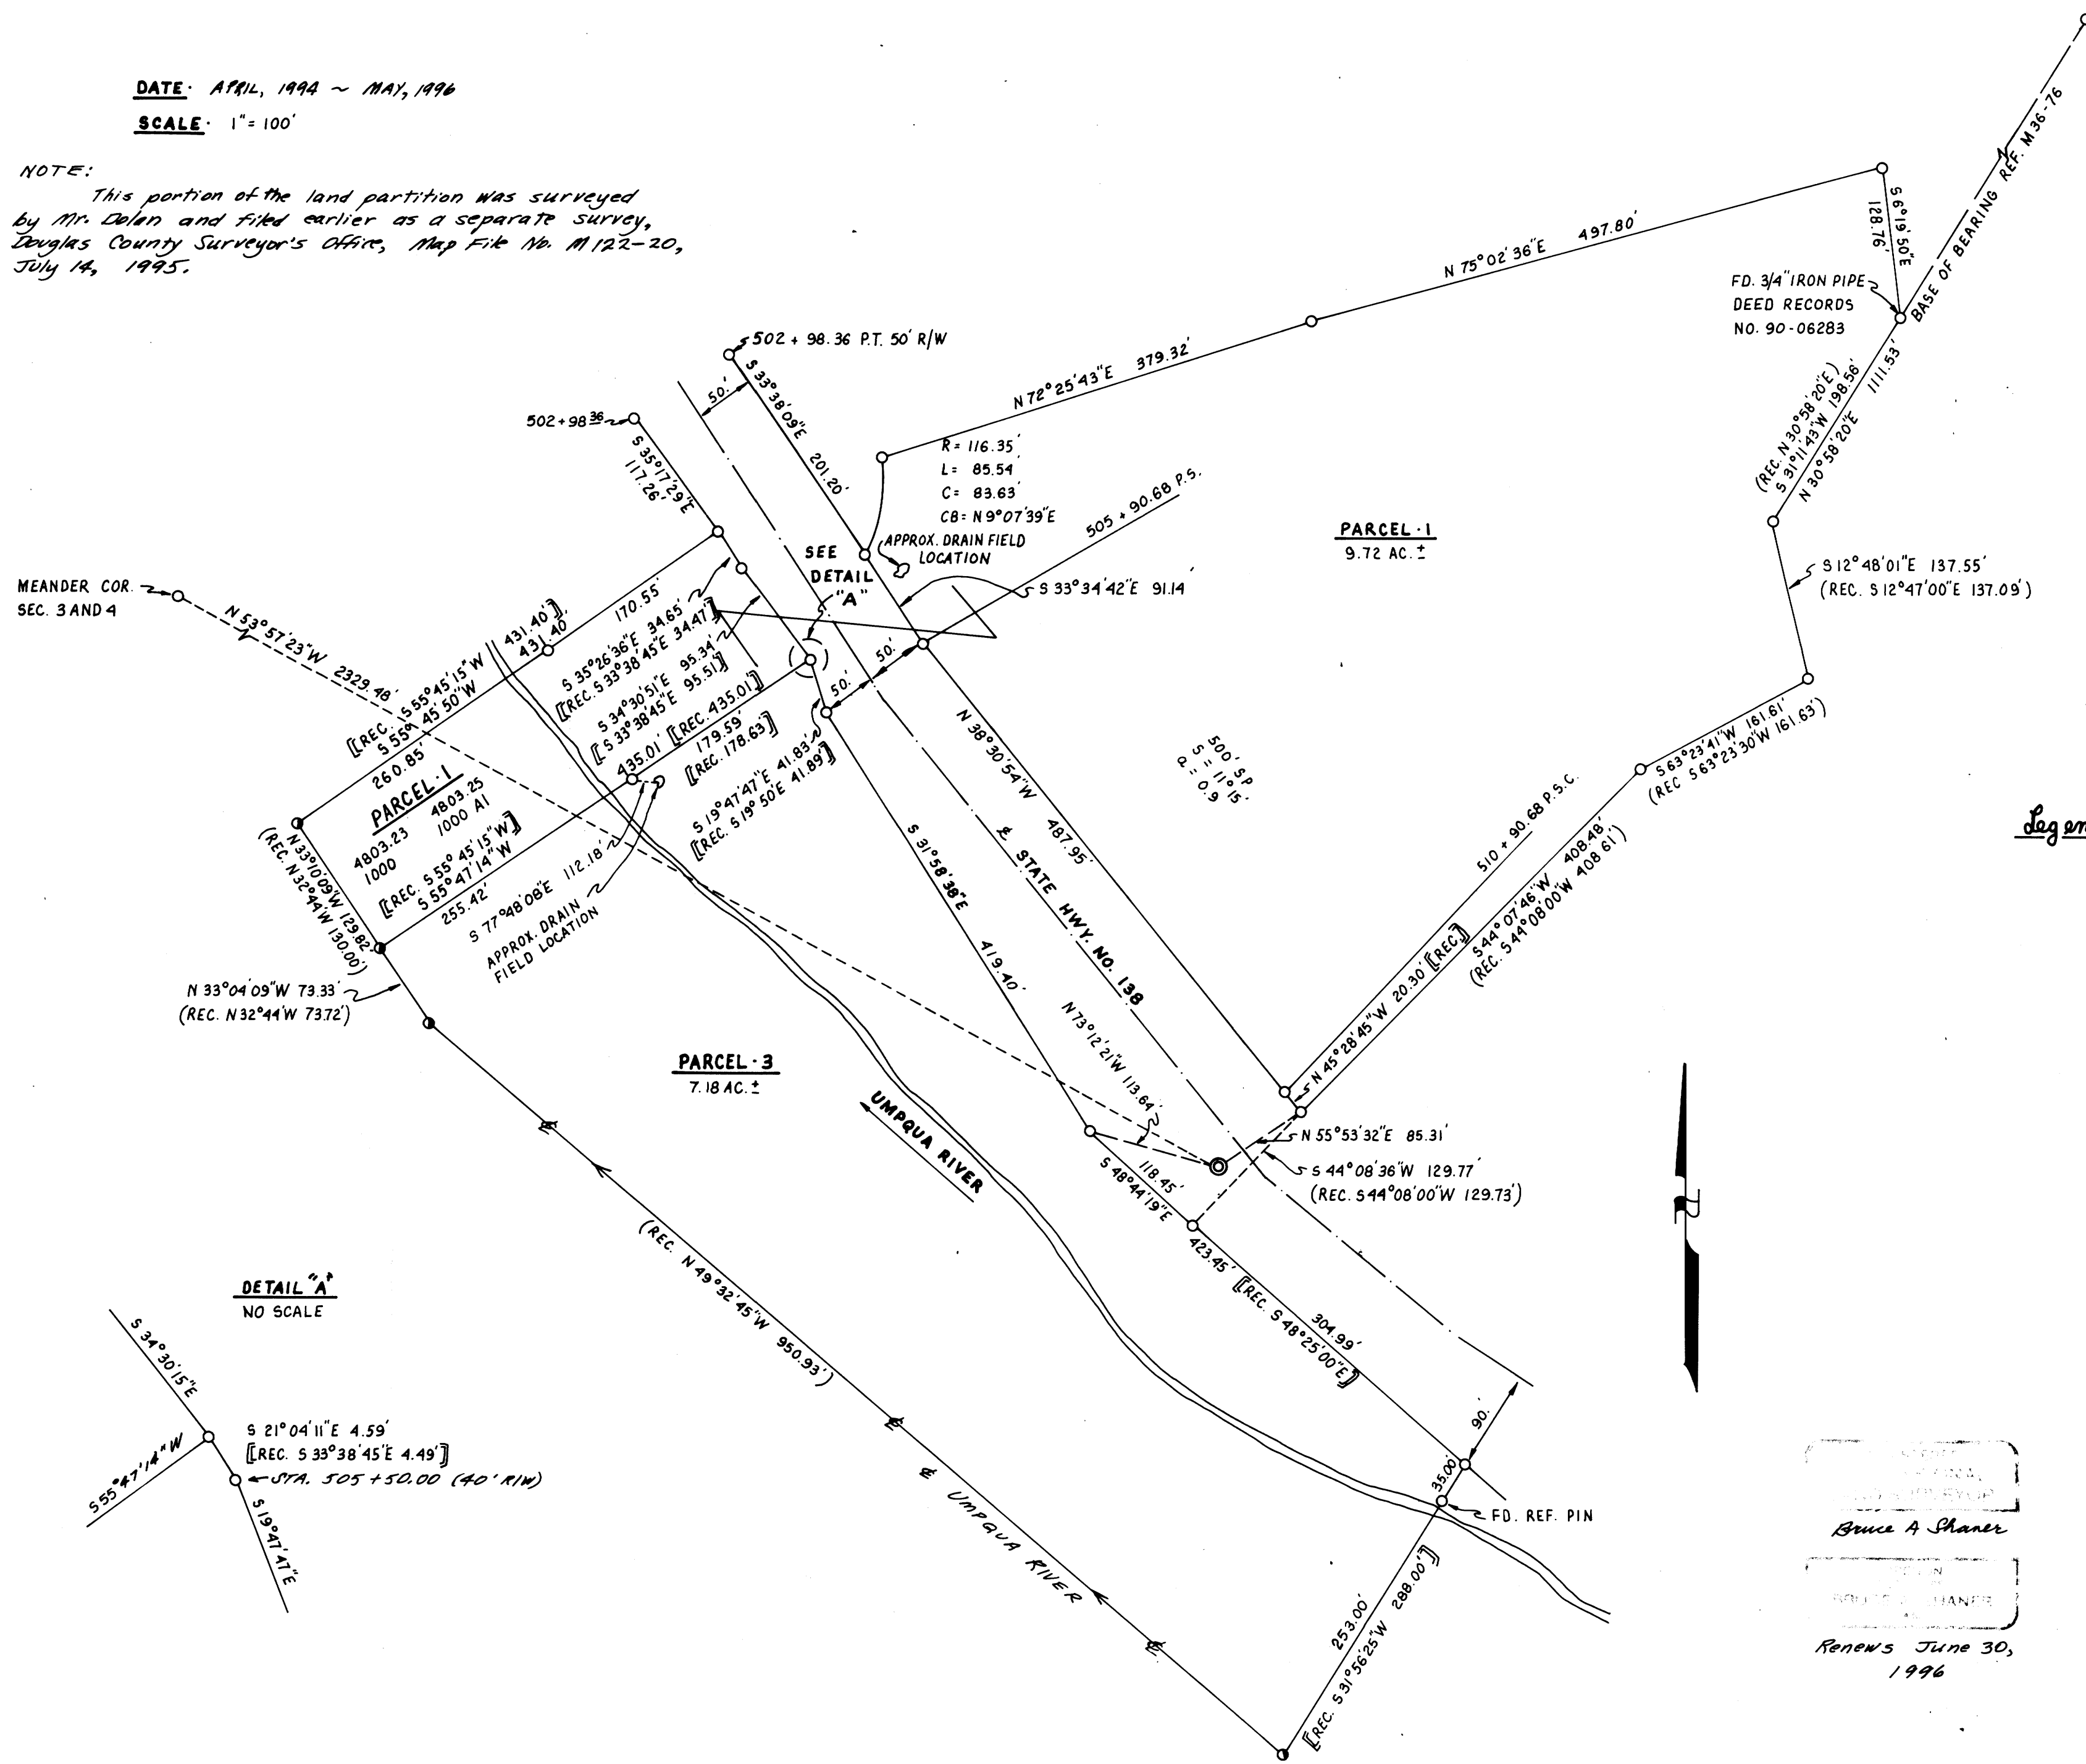 DATE· APRIL, 1994 ~ MAY, 1996
SCALE· 1"= 100'
NOTE:
This portion of the land partition was surveyed
by Mr. Dolan and filed earlier as a separate survey,
Douglas County Surveyor's Office, Map File No. M122-20,
July 14, 1995.
BASE OF BEARING REF. M36-76
S 6°19'50"E
128.76'
N 75°02'36"E 497.80'
FD. 3/4" IRON PIPE
DEED RECORDS
NO. 90-06283
502 + 98.36 P.T. 50' R/W
50.'
S 33°38'09"E 201.20'
N 72°25'43"E 379.32'
(REC. N 30°58'20"E)
S 31°11'43"W 198.56'
N 30°58'20"E 1111.53'
502+98 36
S 35°17'29"E
117.26'
R = 116.35'
L = 85.54
C = 83.63'
CB = N 9°07'39"E
505 + 90.68 P.S.
APPROX. DRAIN FIELD
LOCATION
SEE
DETAIL
"A"
PARCEL·1
9.72 AC. ±
S 12°48'01"E 137.55'
(REC. S 12°47'00"E 137.09')
S 33°34'42"E 91.14'
MEANDER COR.
SEC. 3 AND 4
N 53°57'23"W 2329.48'
[[REC. S 55°45'15"W 431.40']]
S 55°45'50"W 431.40'
170.55'
260.85'
S 35°26'36"E 34.65'
[[REC. S 33°38'45"E 34.47']]
S 34°30'51"E 95.34'
[[S 33°38'45"E 95.51']]
435.01' [[REC. 435.01']]
179.59'
[[REC. 178.63']]
50.'
50.'
S 19°47'47"E 41.83'
[[REC. S 19°50'E 41.89']]
N 38°30'54"W 487.95'
500' SP
S = 11°15'
a = 0.9
S 63°23'41"W 161.61'
(REC S 63°23'30"W 161.63')
PARCEL·1
4803.23 4803.25
1000 1000 A1
[[REC. S 55°45'15"W]]
S 55°47'14"W
255.42'
N 33°10'09"W 129.82'
(REC. N 32°44'W 130.00')
S 77°48'08"E 112.18'
APPROX. DRAIN
FIELD LOCATION
N 33°04'09"W 73.33'
(REC. N 32°44'W 73.72')
S 31°58'38"E 419.40'
℄ STATE HWY. NO. 138
510 + 90.68 P.S.C.
S 44°07'46"W 408.48'
(REC. S 44°08'00"W 408.61')
N 45°28'45"W 20.30' [[REC]]
Legen
PARCEL·3
7.18 AC. ±
UMPQUA RIVER
N 73°12'21"W 113.64'
N 55°53'32"E 85.31'
S 44°08'36"W 129.77'
(REC. S 44°08'00"W 129.73')
118.45'
S 48°44'19"E
423.45' [[REC. S 48°25'00"E]]
304.99'
(REC. N 49°32'45"W 950.93')
DETAIL "A"
NO SCALE
S 34°30'15"E
S 55°47'14"W
S 21°04'11"E 4.59'
[[REC. S 33°38'45"E 4.49']]
STA. 505+50.00 (40' R/W)
S 19°47'47"E
℄ UMPQUA RIVER
90.'
35.00'
FD. REF. PIN
253.00'
[[REC. S 31°56'25"W 288.00']]
Bruce A Shaner
Renews June 30,
1996